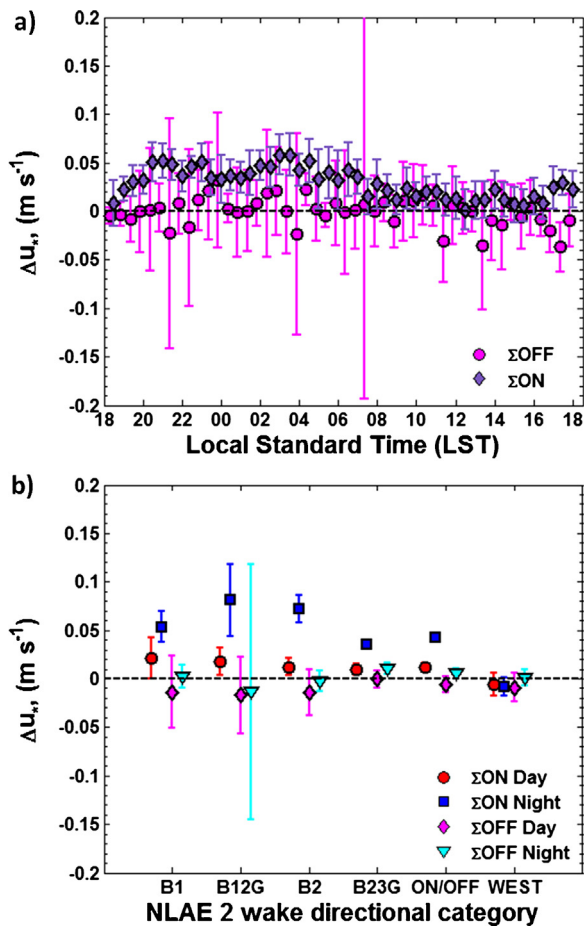 a)
0.2
0.15
0.1
0.05
0
-0.05
-0.1
-0.15
-0.2
Δu*, (m s⁻¹)
ΣOFF
ΣON
18 20 22 00 02 04 06 08 10 12 14 16 18
Local Standard Time (LST)
b)
0.2
0.15
0.1
0.05
0
-0.05
-0.1
-0.15
-0.2
Δu*, (m s⁻¹)
ΣON Day
ΣON Night
ΣOFF Day
ΣOFF Night
B1 B12G B2 B23G ON/OFF WEST
NLAE 2 wake directional category